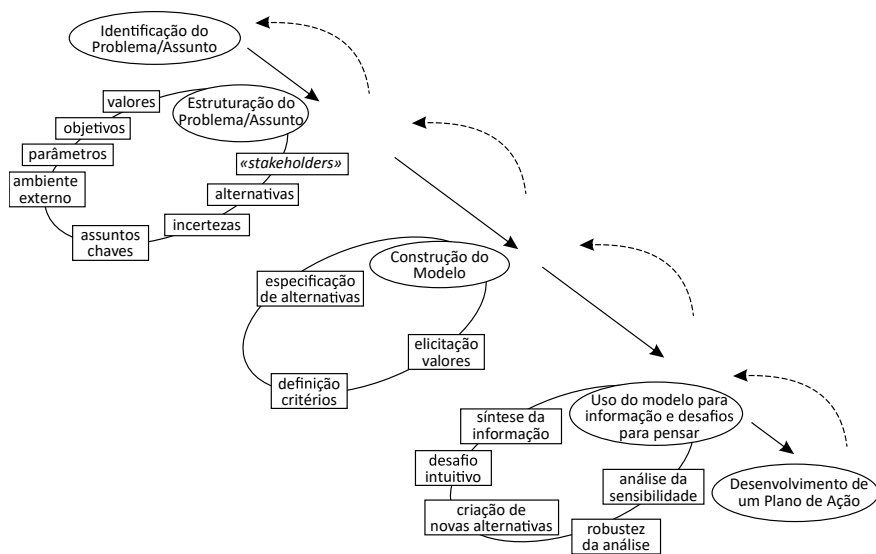 Identificação do
Problema/Assunto
Estruturação do
Problema/Assunto
valores
objetivos
parâmetros
ambiente
externo
assuntos
chaves
incertezas
alternativas
«stakeholders»
Construção do
Modelo
especificação
de alternativas
definição
critérios
elicitação
valores
Uso do modelo para
informação e desafios
para pensar
síntese da
informação
desafio
intuitivo
criação de
novas alternativas
robustez
da análise
análise da
sensibilidade
Desenvolvimento de
um Plano de Ação